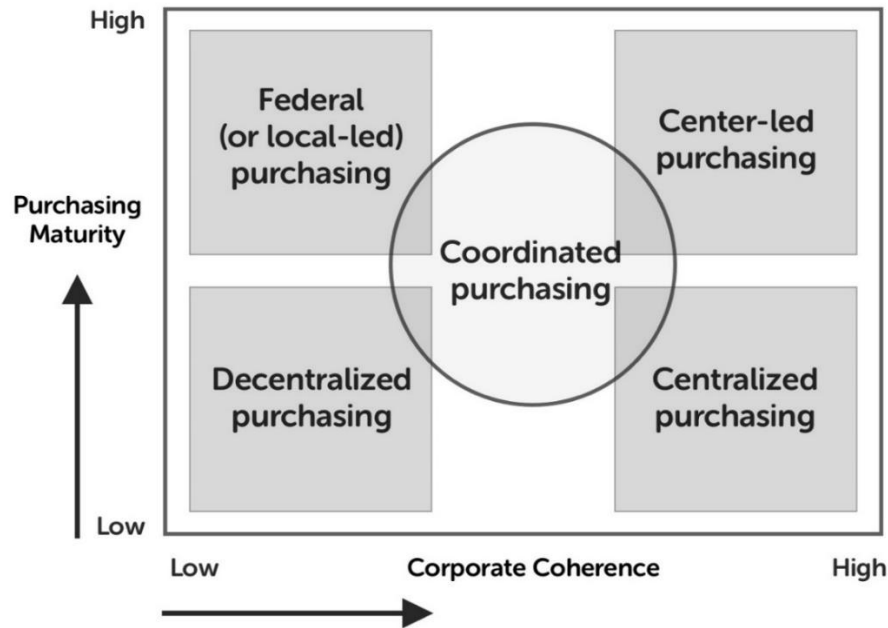 High
Federal
(or local-led)
purchasing
Center-led
purchasing
Purchasing
Maturity
Coordinated
purchasing
Decentralized
purchasing
Centralized
purchasing
Low
Low
Corporate Coherence
High